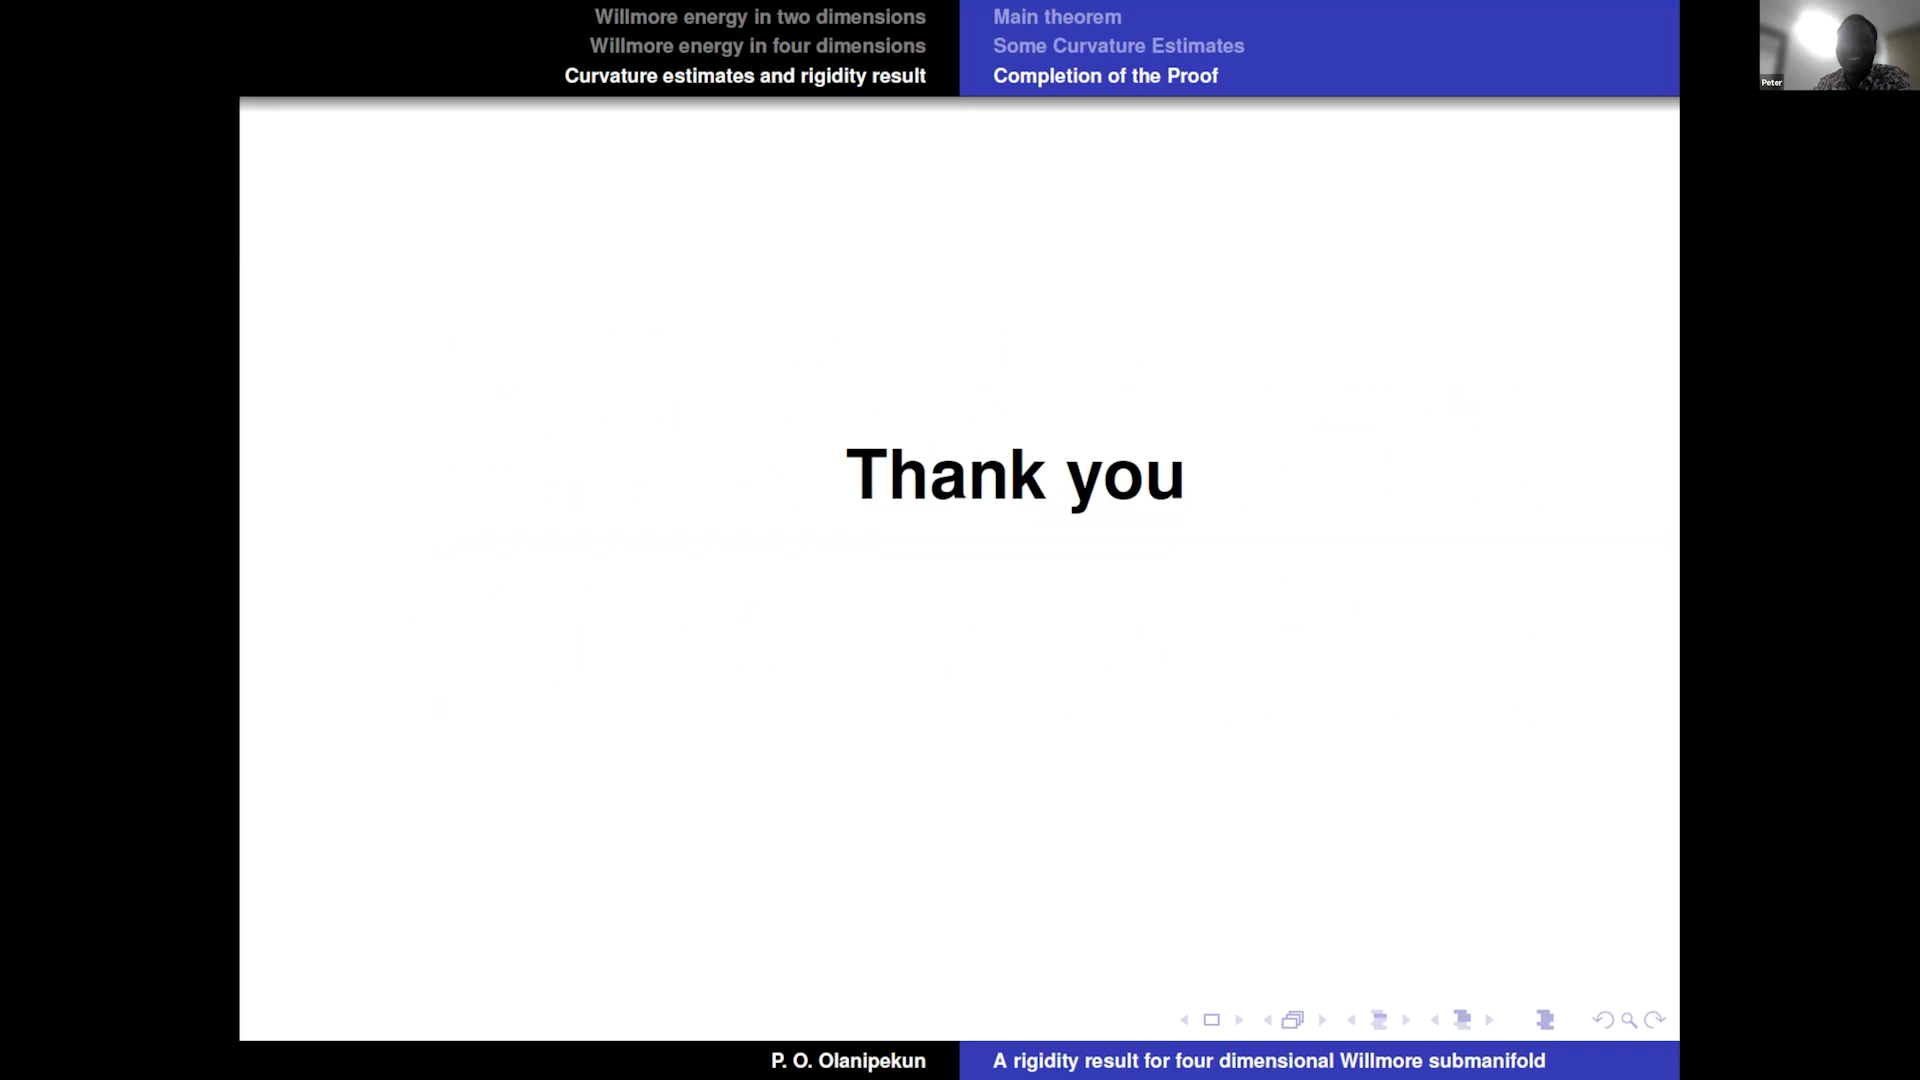 Willmore energy in two dimensions
Willmore energy in four dimensions
Curvature estimates and rigidity result
Main theorem
Some Curvature Estimates
Completion of the Proof
Peter
Thank you
P. O. Olanipekun
A rigidity result for four dimensional Willmore submanifold